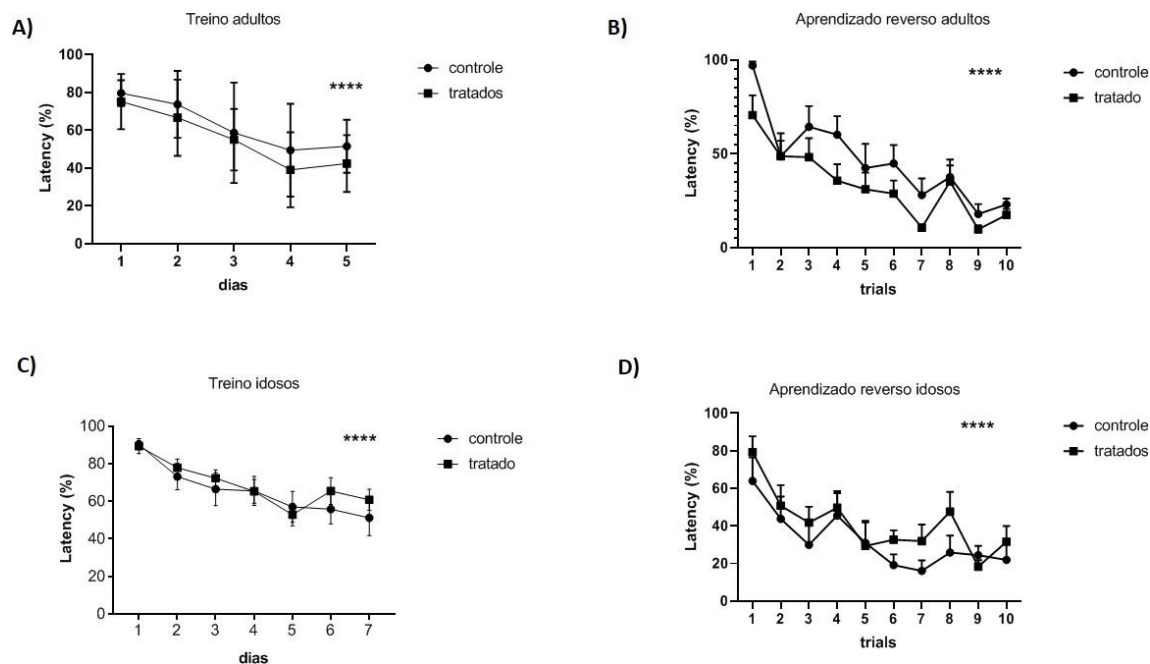 A)
Treino adultos
100
80
60
40
20
0
Latency (%)
1 2 3 4 5
dias
****
controle
tratados
B)
Aprendizado reverso adultos
100
50
0
Latency (%)
1 2 3 4 5 6 7 8 9 10
trials
****
controle
tratado
C)
Treino idosos
100
80
60
40
20
0
Latency (%)
1 2 3 4 5 6 7
dias
****
controle
tratado
D)
Aprendizado reverso idosos
100
80
60
40
20
0
Latency (%)
1 2 3 4 5 6 7 8 9 10
trials
****
controle
tratados